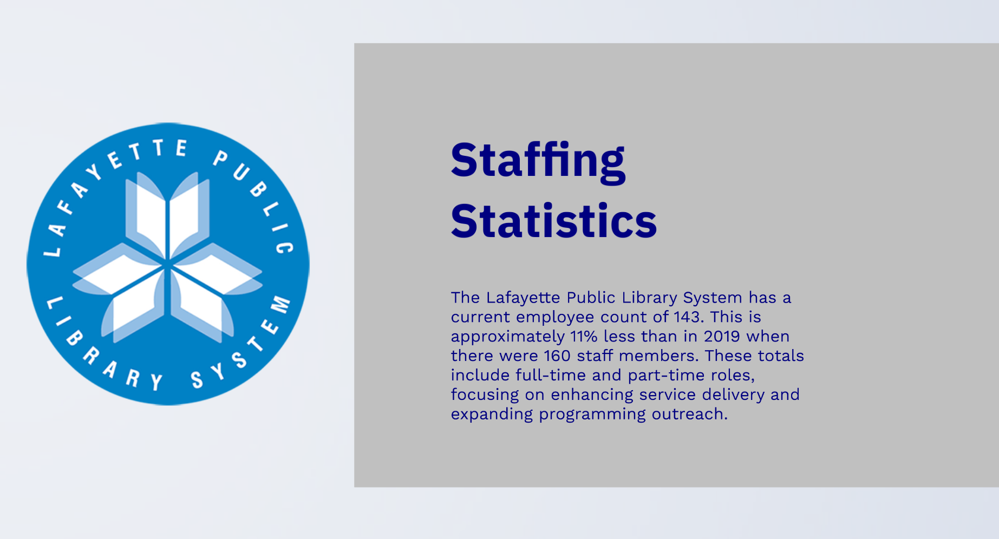 LAFAYETTE PUBLIC
LIBRARY SYSTEM
Staffing
Statistics
The Lafayette Public Library System has a
current employee count of 143. This is
approximately 11% less than in 2019 when
there were 160 staff members. These totals
include full-time and part-time roles,
focusing on enhancing service delivery and
expanding programming outreach.